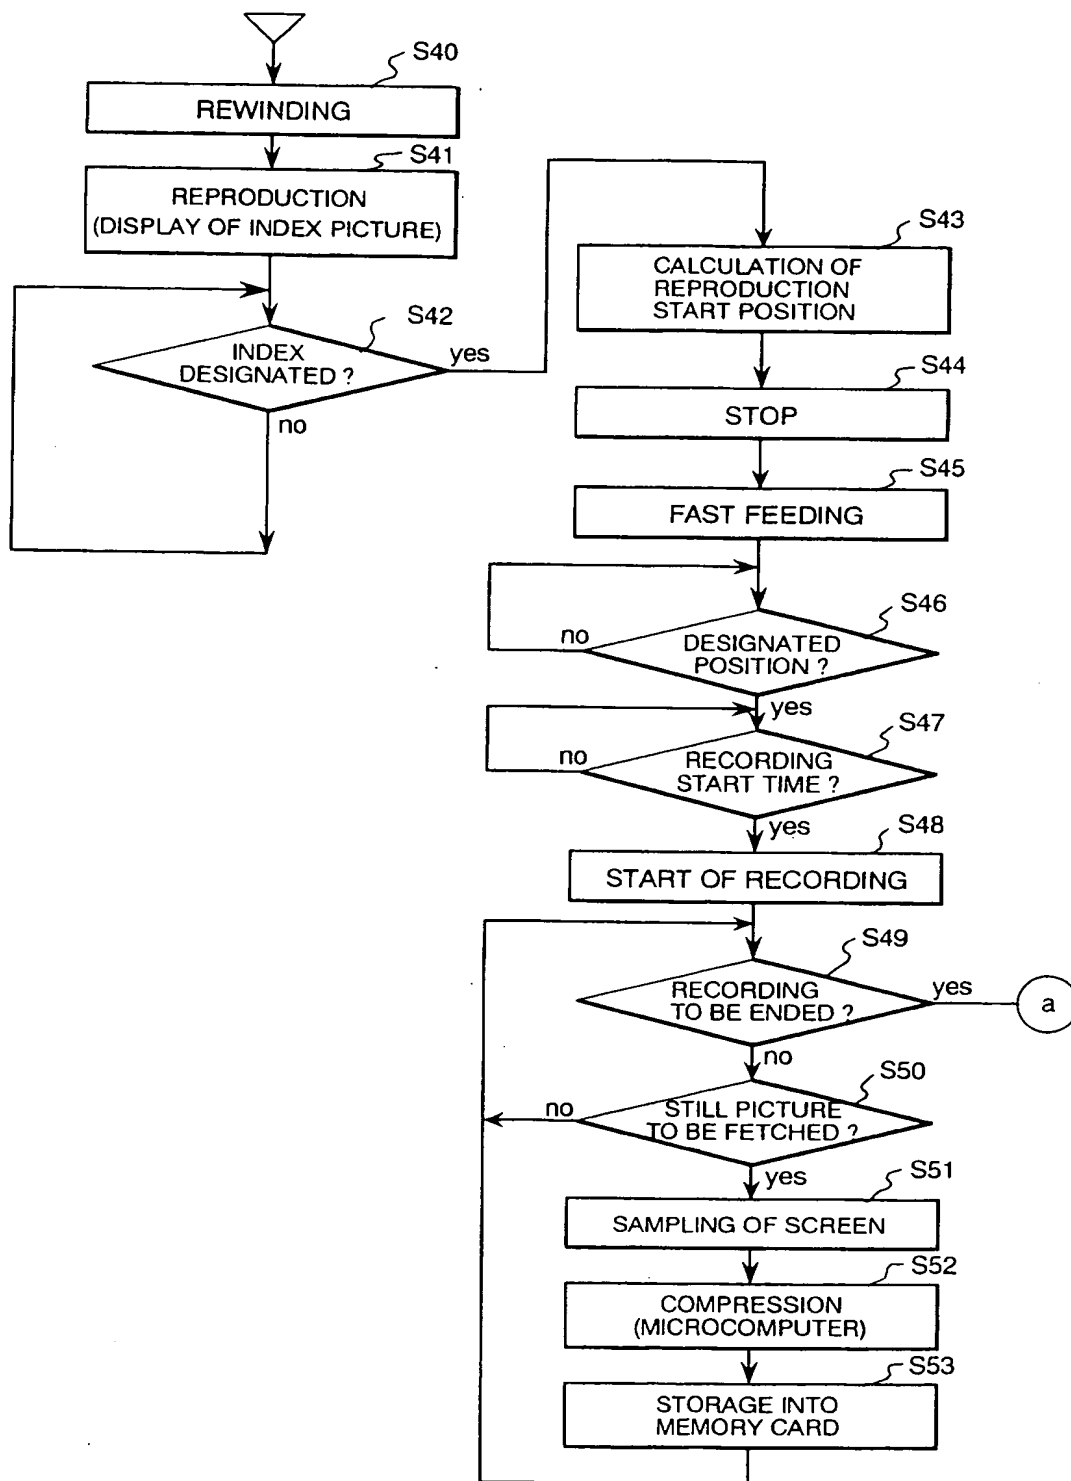 S40
REWINDING
S41
REPRODUCTION
(DISPLAY OF INDEX PICTURE)
S42
INDEX
DESIGNATED ?
yes
no
S43
CALCULATION OF
REPRODUCTION
START POSITION
S44
STOP
S45
FAST FEEDING
S46
DESIGNATED
POSITION ?
no
yes
S47
RECORDING
START TIME ?
no
yes
S48
START OF RECORDING
S49
RECORDING
TO BE ENDED ?
yes
a
no
S50
STILL PICTURE
TO BE FETCHED ?
no
yes
S51
SAMPLING OF SCREEN
S52
COMPRESSION
(MICROCOMPUTER)
S53
STORAGE INTO
MEMORY CARD